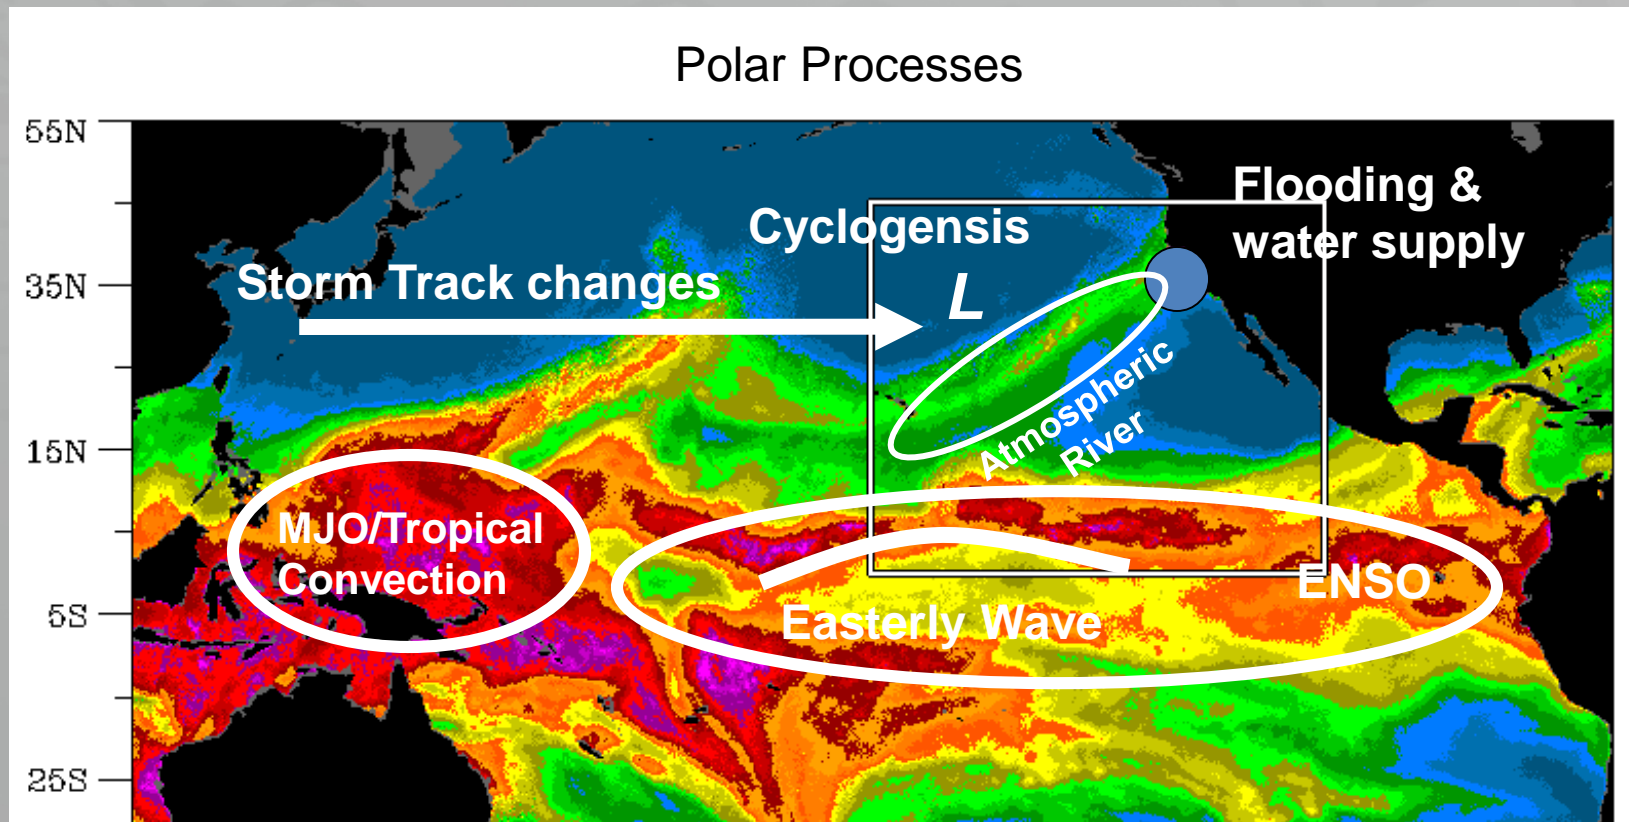 Polar Processes
55N
Flooding &
water supply
Cyclogensis
Storm Track changes
35N
L
Atmospheric
River
15N
MJO/Tropical
Convection
ENSO
5S
Easterly Wave
25S